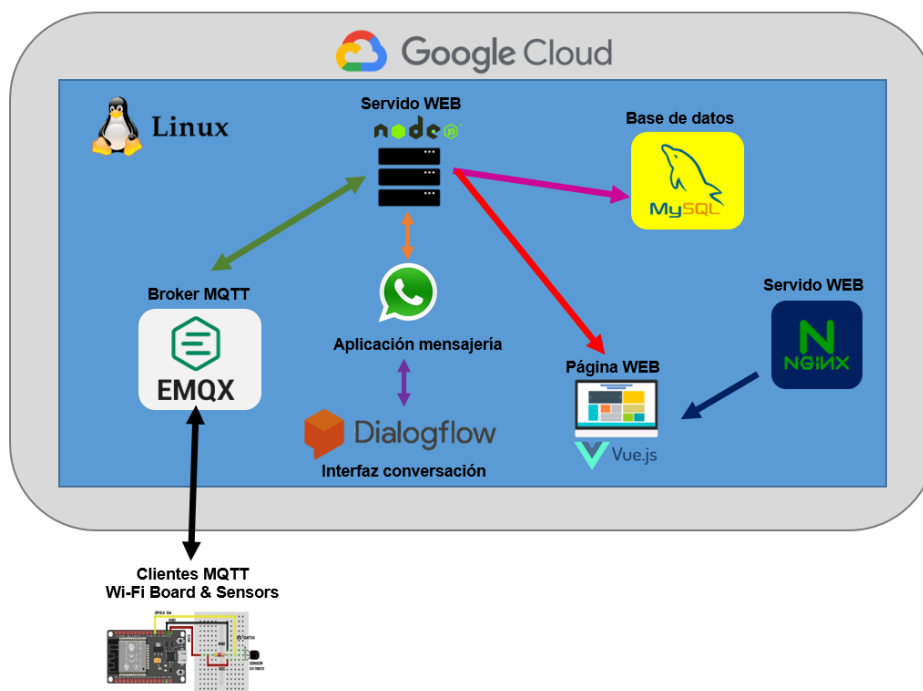 Google Cloud
Linux
Servido WEB
node
JS
Base de datos
MySQL
Broker MQTT
EMQX
Aplicación mensajería
Servido WEB
NGINX
Página WEB
Vue.js
Dialogflow
Interfaz conversación
Clientes MQTT
Wi-Fi Board & Sensors